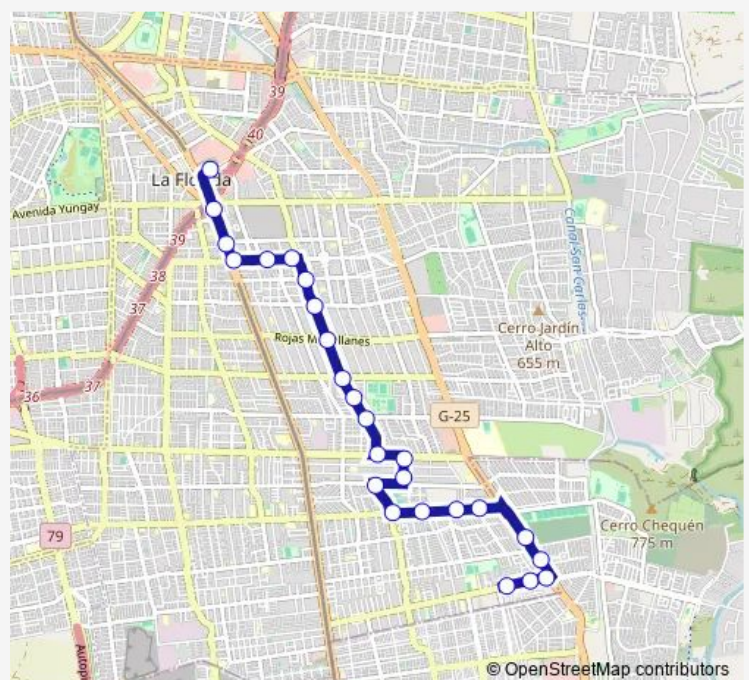 39
40
La Florida
Avenida Yungay
39
38
37
Canal San Carlos
Rojas Magallanes
Cerro Jardín
Alto
655 m
36
37
G-25
79
Cerro Chequén
775 m
Autop
© OpenStreetMap contributors